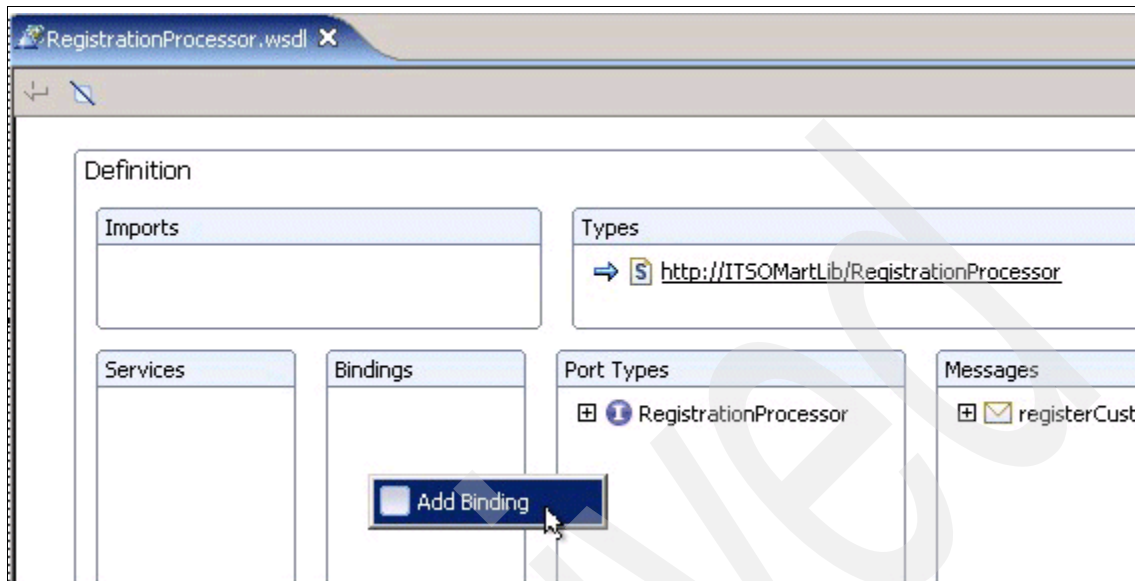 RegistrationProcessor.wsdl
Definition
Imports
Types
http://ITSOMartLib/RegistrationProcessor
Services
Bindings
Port Types
Messages
RegistrationProcessor
registerCust
Add Binding